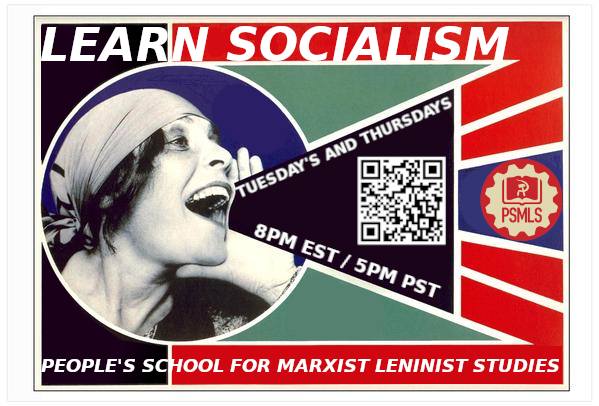 LEARN SOCIALISM
TUESDAY'S AND THURSDAYS
8PM EST / 5PM PST
PSMLS
PEOPLE'S SCHOOL FOR MARXIST LENINIST STUDIES